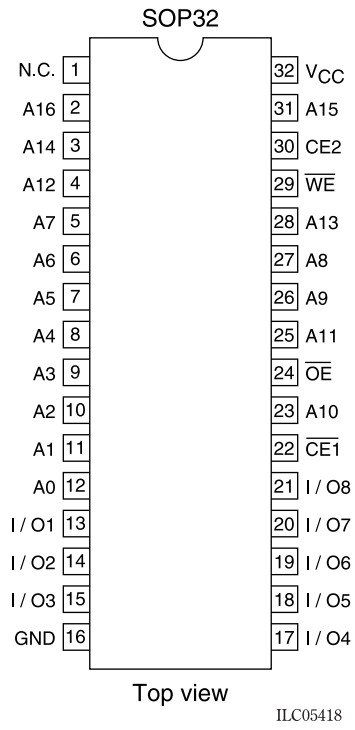 SOP32
N.C. 1 32 VCC
A16 2 31 A15
A14 3 30 CE2
A12 4 29 W̅E̅
A7 5 28 A13
A6 6 27 A8
A5 7 26 A9
A4 8 25 A11
A3 9 24 O̅E̅
A2 10 23 A10
A1 11 22 C̅E̅1̅
A0 12 21 I / O8
I / O1 13 20 I / O7
I / O2 14 19 I / O6
I / O3 15 18 I / O5
GND 16 17 I / O4
Top view
ILC05418